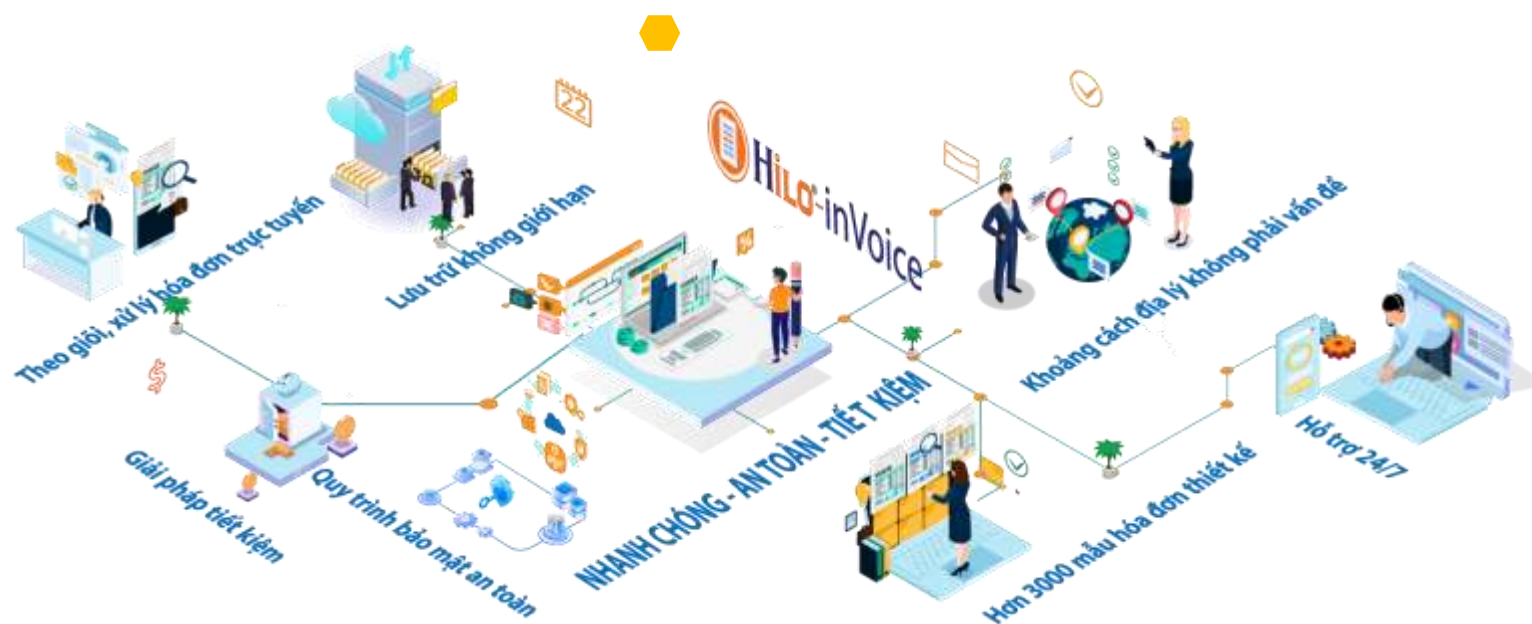 22
HiLO®-inVoice
Theo giõi, xử lý hóa đơn trực tuyến
Lưu trữ không giới hạn
Khoảng cách địa lý không phải vấn đề
Giải pháp tiết kiệm
Quy trình bảo mật an toàn
NHANH CHÓNG - AN TOÀN - TIẾT KIỆM
Hơn 3000 mẫu hóa đơn thiết kế
Hỗ trợ 24/7